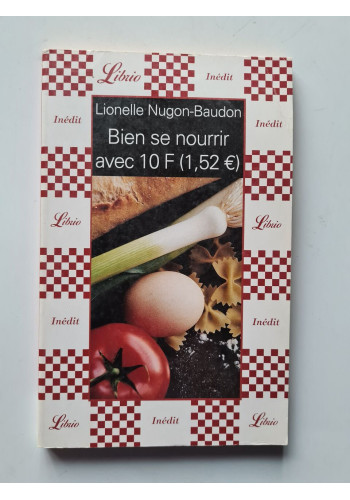 Librio
Inédit
Inédit
Lionelle Nugon-Baudon
Inédit
Bien se nourrir
avec 10 F (1,52 €)
Librio
Librio
Inédit
Inédit
Librio
Inédit
Librio